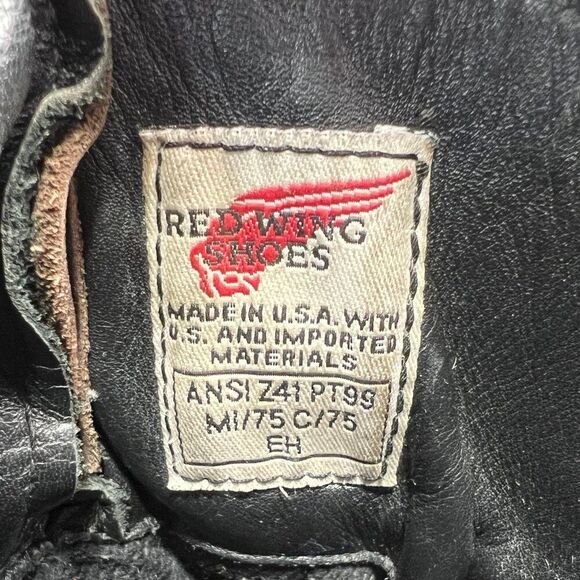 RED WING
SHOES
MADE IN U.S.A. WITH
U.S. AND IMPORTED
MATERIALS
ANSI Z41 PT99
MI/75 C/75
EH